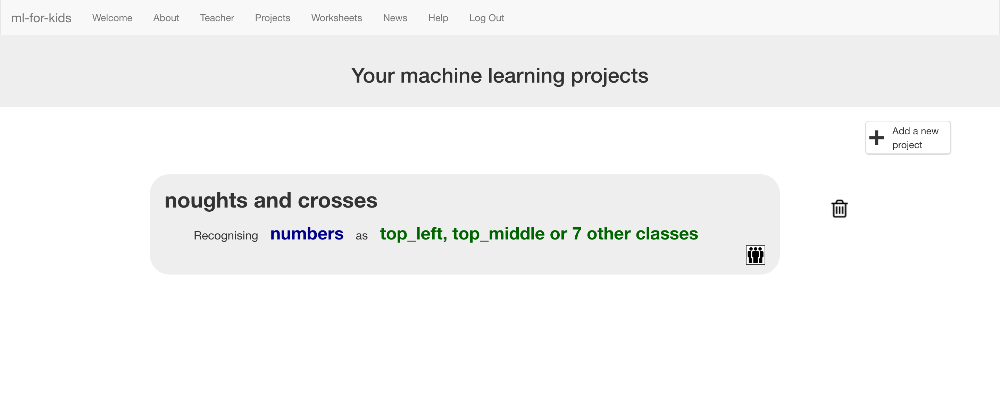 ml-for-kids Welcome About Teacher Projects Worksheets News Help Log Out
Your machine learning projects
Add a new
project
noughts and crosses
Recognising numbers as top_left, top_middle or 7 other classes